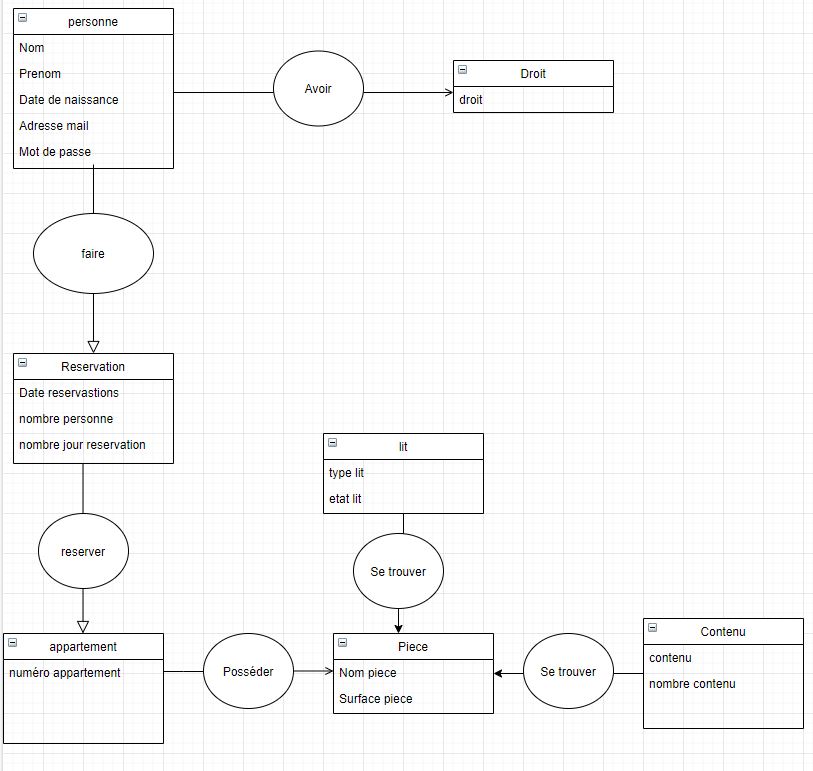 personne
Nom
Prenom
Date de naissance
Adresse mail
Mot de passe
Avoir
Droit
droit
faire
Reservation
Date reservastions
nombre personne
nombre jour reservation
lit
type lit
etat lit
reserver
Se trouver
appartement
numéro appartement
Posséder
Piece
Nom piece
Surface piece
Se trouver
Contenu
contenu
nombre contenu